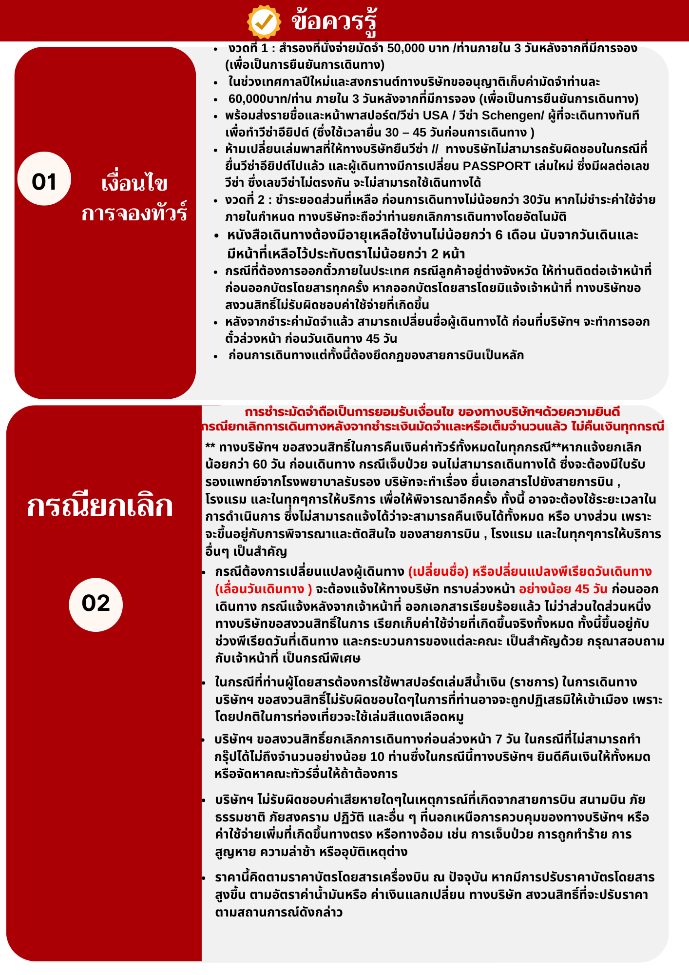 ข้อควรรู้
01
เงื่อนไข
การจองทัวร์
• งวดที่ 1 : สำรองที่นั่งจ่ายมัดจำ 50,000 บาท /ท่านภายใน 3 วันหลังจากที่มีการจอง
(เพื่อเป็นการยืนยันการเดินทาง)
• ในช่วงเทศกาลปีใหม่และสงกรานต์ทางบริษัทขออนุญาติเก็บค่ามัดจำท่านละ
• 60,000บาท/ท่าน ภายใน 3 วันหลังจากที่มีการจอง (เพื่อเป็นการยืนยันการเดินทาง)
• พร้อมส่งรายชื่อและหน้าพาสปอร์ต/วีซ่า USA / วีซ่า Schengen/ ผู้ที่จะเดินทางทันที
เพื่อทำวีซ่าอียิปต์ (ซึ่งใช้เวลายื่น 30 – 45 วันก่อนการเดินทาง )
• ห้ามเปลี่ยนเล่มพาสที่ให้ทางบริษัทยืนวีซ่า // ทางบริษัทไม่สามารถรับผิดชอบในกรณีที่
ยื่นวีซ่าอียิปต์ไปแล้ว และผู้เดินทางมีการเปลี่ยน PASSPORT เล่มใหม่ ซึ่งมีผลต่อเลข
วีซ่า ซึ่งเลขวีซ่าไม่ตรงกัน จะไม่สามารถใช้เดินทางได้
• งวดที่ 2 : ชำระยอดส่วนที่เหลือ ก่อนการเดินทางไม่น้อยกว่า 30วัน หากไม่ชำระค่าใช้จ่าย
ภายในกำหนด ทางบริษัทจะถือว่าท่านยกเลิกการเดินทางโดยอัตโนมัติ
• หนังสือเดินทางต้องมีอายุเหลือใช้งานไม่น้อยกว่า 6 เดือน นับจากวันเดินและ
มีหน้าที่เหลือไว้ประทับตราไม่น้อยกว่า 2 หน้า
• กรณีที่ต้องการออกตั๋วภายในประเทศ กรณีลูกค้าอยู่ต่างจังหวัด ให้ท่านติดต่อเจ้าหน้าที่
ก่อนออกบัตรโดยสารทุกครั้ง หากออกบัตรโดยสารโดยมิแจ้งเจ้าหน้าที่ ทางบริษัทขอ
สงวนสิทธิ์ไม่รับผิดชอบค่าใช้จ่ายที่เกิดขึ้น
• หลังจากชำระค่ามัดจำแล้ว สามารถเปลี่ยนชื่อผู้เดินทางได้ ก่อนที่บริษัทฯ จะทำการออก
ตั๋วล่วงหน้า ก่อนวันเดินทาง 45 วัน
• ก่อนการเดินทางแต่ทั้งนี้ต้องยึดกฎของสายการบินเป็นหลัก
02
กรณียกเลิก
การชำระมัดจำถือเป็นการยอมรับเงื่อนไข ของทางบริษัทฯด้วยความยินดี
กรณียกเลิกการเดินทางหลังจากชำระเงินมัดจำและหรือเต็มจำนวนแล้ว ไม่คืนเงินทุกกรณี
** ทางบริษัทฯ ขอสงวนสิทธิ์ในการคืนเงินค่าทัวร์ทั้งหมดในทุกกรณี**หากแจ้งยกเลิก
น้อยกว่า 60 วัน ก่อนเดินทาง กรณีเจ็บป่วย จนไม่สามารถเดินทางได้ ซึ่งจะต้องมีใบรับ
รองแพทย์จากโรงพยาบาลรับรอง บริษัทจะทำเรื่อง ยื่นเอกสารไปยังสายการบิน ,
โรงแรม และในทุกๆการให้บริการ เพื่อให้พิจารณาอีกครั้ง ทั้งนี้ อาจจะต้องใช้ระยะเวลาใน
การดำเนินการ ซึ่งไม่สามารถแจ้งได้ว่าจะสามารถคืนเงินได้ทั้งหมด หรือ บางส่วน เพราะ
จะขึ้นอยู่กับการพิจารณาและตัดสินใจ ของสายการบิน , โรงแรม และในทุกๆการให้บริการ
อื่นๆ เป็นสำคัญ
• กรณีต้องการเปลี่ยนแปลงผู้เดินทาง (เปลี่ยนชื่อ) หรือปลี่ยนแปลงพีเรียดวันเดินทาง
(เลื่อนวันเดินทาง ) จะต้องแจ้งให้ทางบริษัท ทราบล่วงหน้า อย่างน้อย 45 วัน ก่อนออก
เดินทาง กรณีแจ้งหลังจากเจ้าหน้าที่ ออกเอกสารเรียบร้อยแล้ว ไม่ว่าส่วนใดส่วนหนึ่ง
ทางบริษัทขอสงวนสิทธิในการ เรียกเก็บค่าใช้จ่ายที่เกิดขึ้นจริงทั้งหมด ทั้งนี้ขึ้นอยู่กับ
ช่วงพีเรียดวันที่เดินทาง และกระบวนการของแต่ละคณะ เป็นสำคัญด้วย กรุณาสอบถาม
กับเจ้าหน้าที่ เป็นกรณีพิเศษ
• ในกรณีที่ท่านผู้โดยสารต้องการใช้พาสปอร์ตเล่มสีน้ำเงิน (ราชการ) ในการเดินทาง
บริษัทฯ ขอสงวนสิทธิ์ไม่รับผิดชอบใดๆในการที่ท่านอาจจะถูกปฏิเสธมิให้เข้าเมือง เพราะ
โดยปกติในการท่องเที่ยวจะใช้เล่มสีแดงเลือดหมู
• บริษัทฯ ขอสงวนสิทธิ์ยกเลิกการเดินทางก่อนล่วงหน้า 7 วัน ในกรณีที่ไม่สามารถทำ
กรุ๊ปได้ไม่ถึงจำนวนอย่างน้อย 10 ท่านซึ่งในกรณีนี้ทางบริษัทฯ ยินดีคืนเงินให้ทั้งหมด
หรือจัดหาคณะทัวร์อื่นให้ถ้าต้องการ
• บริษัทฯ ไม่รับผิดชอบค่าเสียหายใดๆในเหตุการณ์ที่เกิดจากสายการบิน สนามบิน ภัย
ธรรมชาติ ภัยสงคราม ปฏิวัติ และอื่น ๆ ที่นอกเหนือการควบคุมของทางบริษัทฯ หรือ
ค่าใช้จ่ายเพิ่มที่เกิดขึ้นทางตรง หรือทางอ้อม เช่น การเจ็บป่วย การถูกทำร้าย การ
สูญหาย ความล่าช้า หรืออุบัติเหตุต่าง
• ราคานี้คิดตามราคาบัตรโดยสารเครื่องบิน ณ ปัจจุบัน หากมีการปรับราคาบัตรโดยสาร
สูงขึ้น ตามอัตราค่าน้ำมันหรือ ค่าเงินแลกเปลี่ยน ทางบริษัท สงวนสิทธิ์ที่จะปรับราคา
ตามสถานการณ์ดังกล่าว